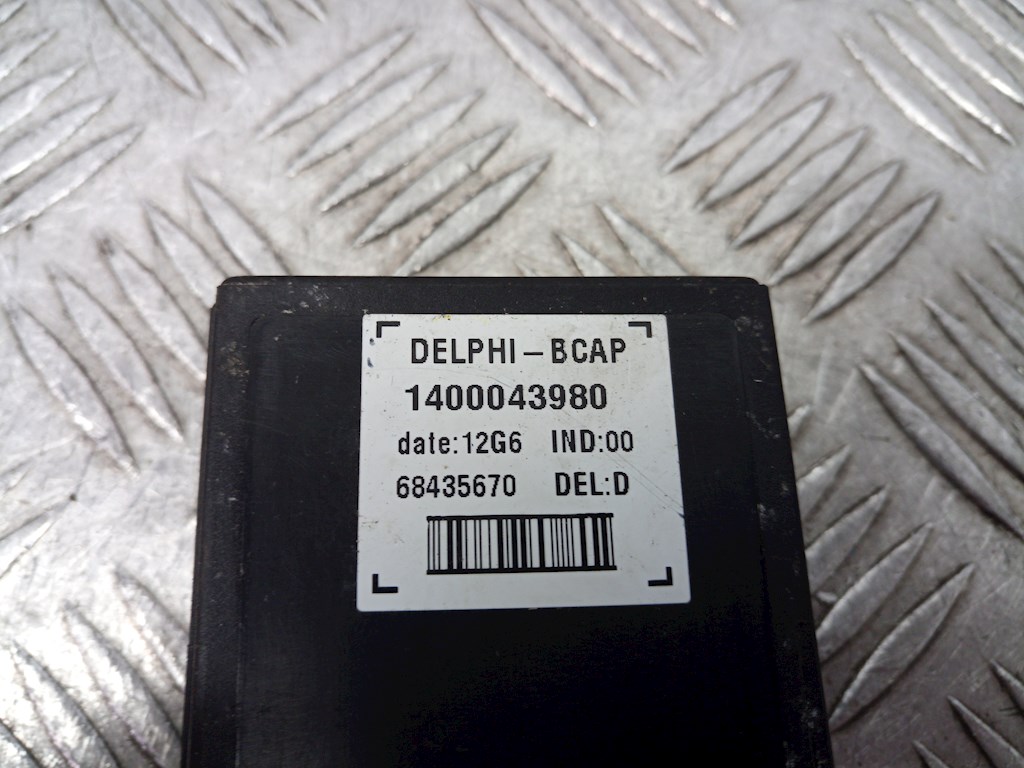 DELPHI-BCAP
1400043980
date:12G6 IND:00
68435670 DEL:D